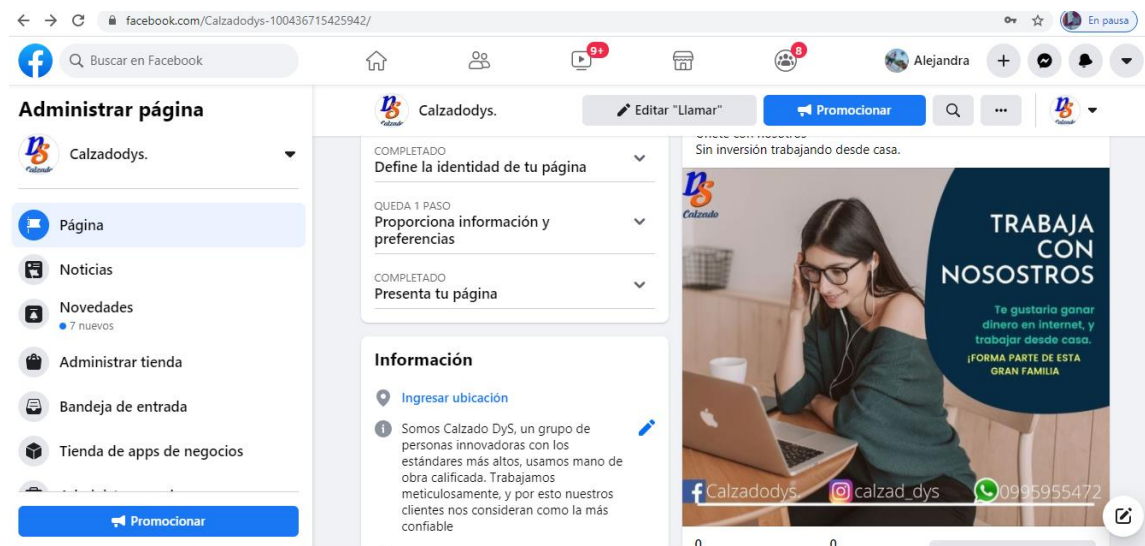 facebook.com/Calzadodys-100436715425942/
En pausa
Buscar en Facebook
9+
8
Alejandra
Administrar página
Calzadodys.
Página
Noticias
Novedades
7 nuevos
Administrar tienda
Bandeja de entrada
Tienda de apps de negocios
Promocionar
DS
Calzado
Calzadodys.
Editar "Llamar"
Promocionar
COMPLETADO
Define la identidad de tu página
QUEDA 1 PASO
Proporciona información y
preferencias
COMPLETADO
Presenta tu página
Información
Ingresar ubicación
Somos Calzado DyS, un grupo de
personas innovadoras con los
estándares más altos, usamos mano de
obra calificada. Trabajamos
meticulosamente, y por esto nuestros
clientes nos consideran como la más
confiable
Sin inversión trabajando desde casa.
DS
Calzado
TRABAJA
CON
NOSOSTROS
Te gustaria ganar
dinero en internet, y
trabajar desde casa.
¡FORMA PARTE DE ESTA
GRAN FAMILIA
Calzadodys.
calzad_dys
0995955472